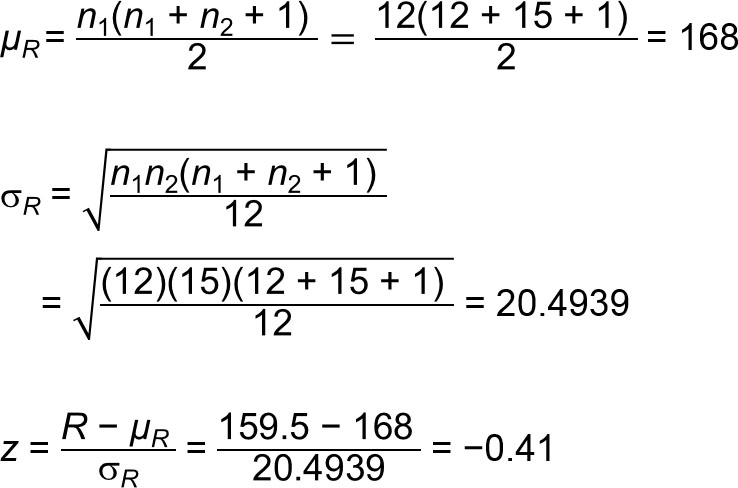 μ_R = n₁(n₁ + n₂ + 1)/2 = 12(12 + 15 + 1)/2 = 168
σ_R = √(n₁n₂(n₁ + n₂ + 1)/12)
= √((12)(15)(12 + 15 + 1)/12) = 20.4939
z = (R − μ_R)/σ_R = (159.5 − 168)/20.4939 = −0.41